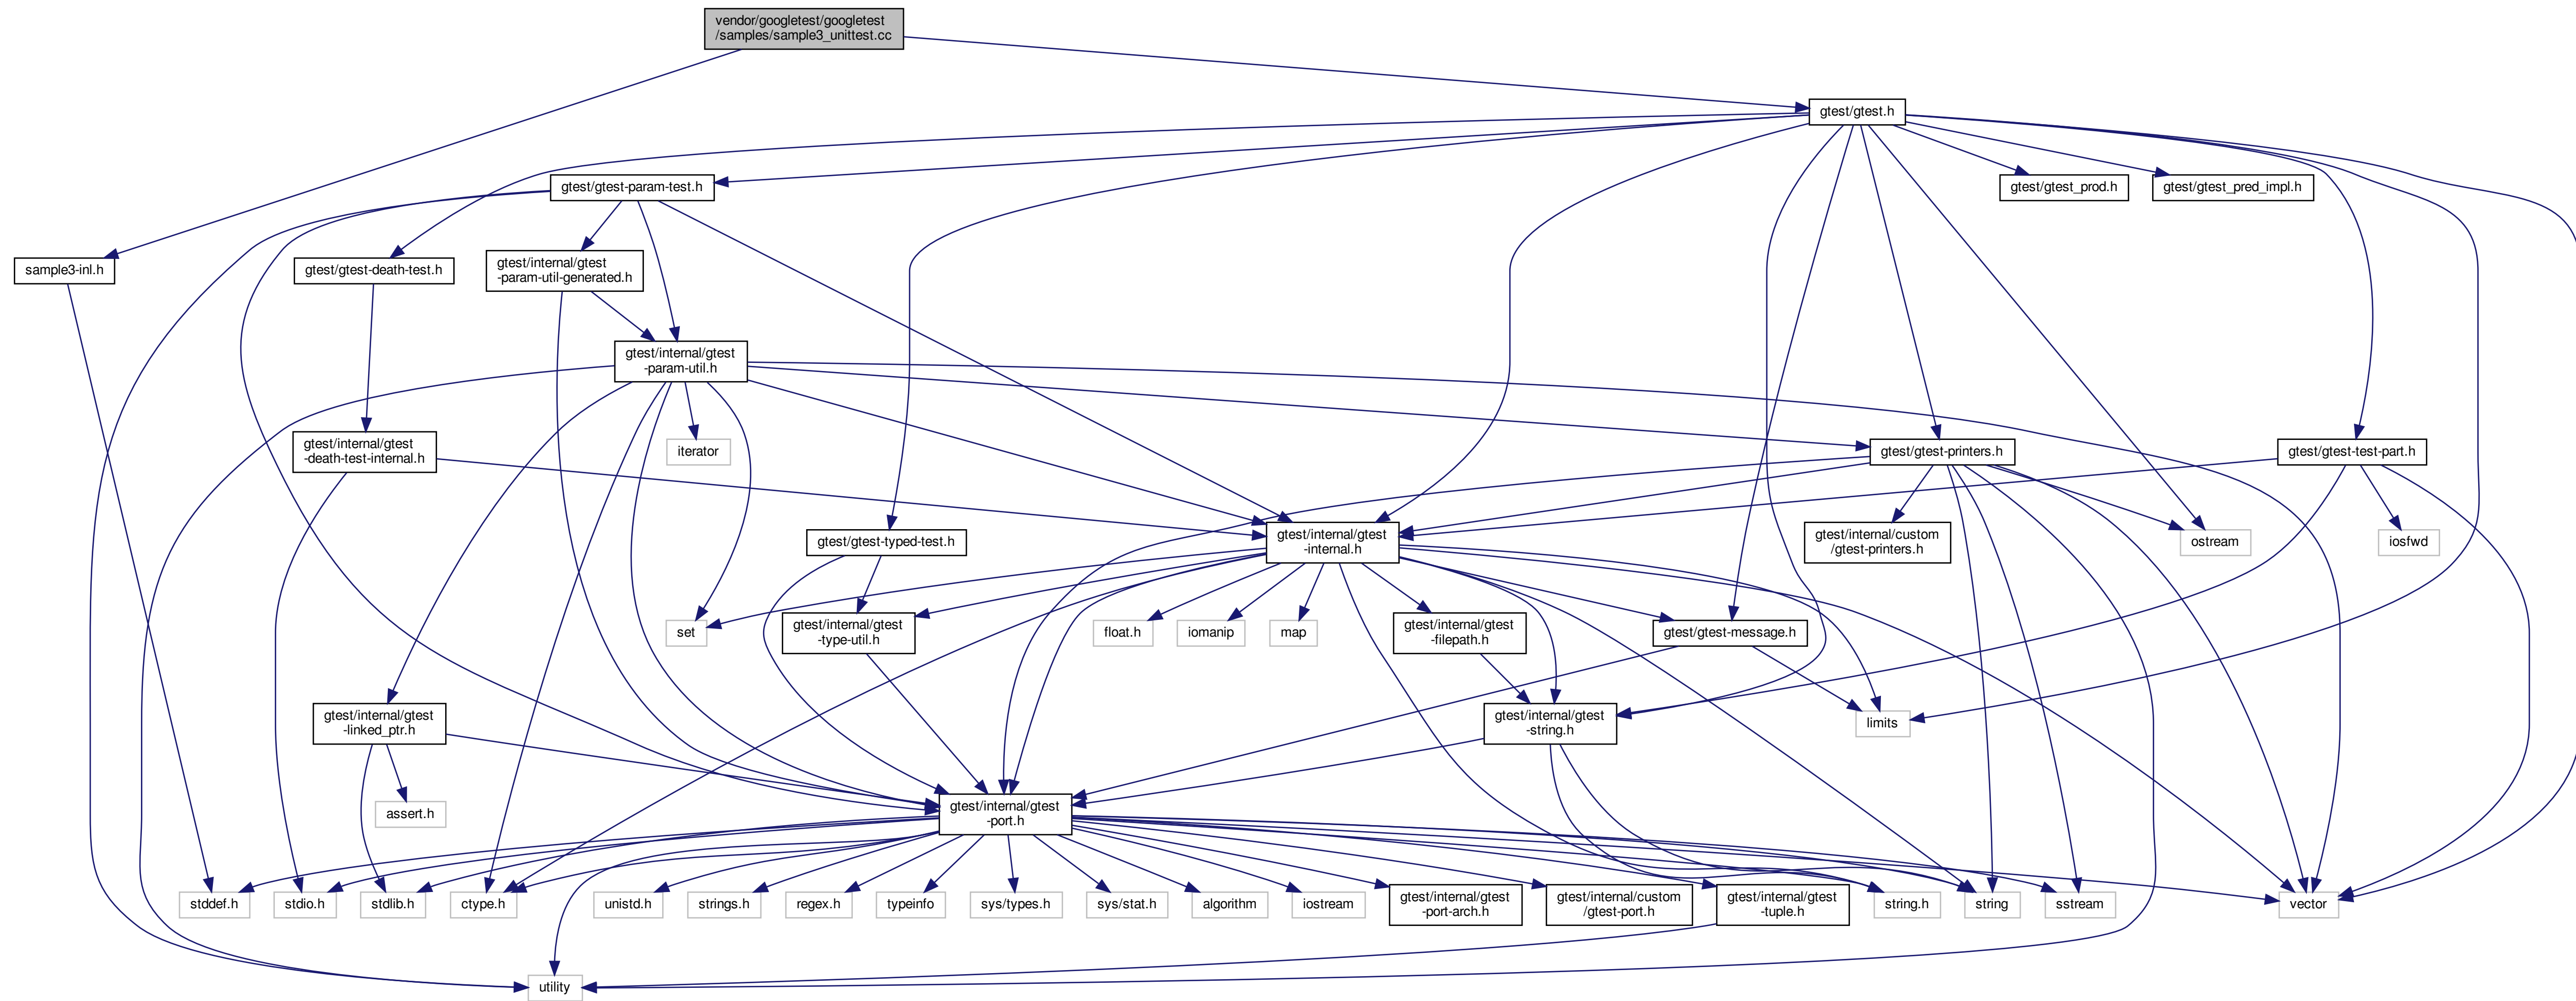 vendor/googletest/googletest
/samples/sample3_unittest.cc
gtest/gtest.h
gtest/gtest-param-test.h
gtest/gtest_prod.h
gtest/gtest_pred_impl.h
sample3-inl.h
gtest/gtest-death-test.h
gtest/internal/gtest
-param-util-generated.h
gtest/internal/gtest
-param-util.h
gtest/internal/gtest
-death-test-internal.h
iterator
gtest/gtest-printers.h
gtest/gtest-test-part.h
gtest/gtest-typed-test.h
gtest/internal/gtest
-internal.h
gtest/internal/custom
/gtest-printers.h
ostream
iosfwd
set
gtest/internal/gtest
-type-util.h
float.h
iomanip
map
gtest/internal/gtest
-filepath.h
gtest/gtest-message.h
gtest/internal/gtest
-linked_ptr.h
gtest/internal/gtest
-string.h
limits
assert.h
gtest/internal/gtest
-port.h
stddef.h
stdio.h
stdlib.h
ctype.h
unistd.h
strings.h
regex.h
typeinfo
sys/types.h
sys/stat.h
algorithm
iostream
gtest/internal/gtest
-port-arch.h
gtest/internal/custom
/gtest-port.h
gtest/internal/gtest
-tuple.h
string.h
string
sstream
vector
utility